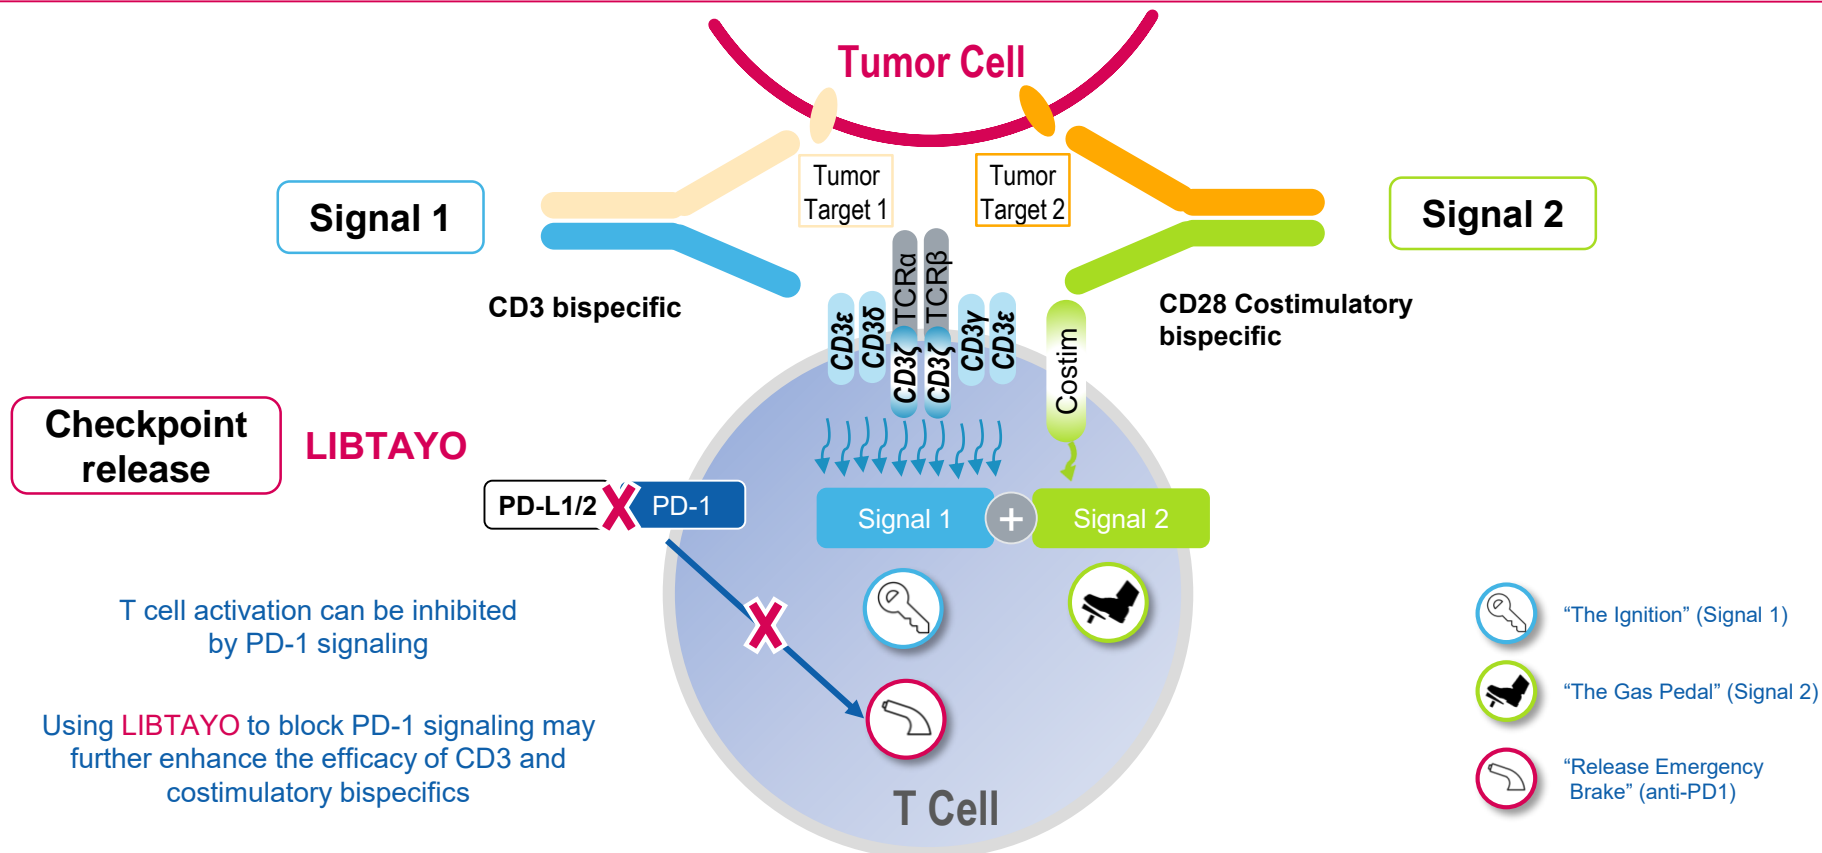 Tumor Cell
Signal 1
Tumor
Target 1
Tumor
Target 2
Signal 2
CD3 bispecific
CD28 Costimulatory
bispecific
CD3ε
CD3δ
TCRα
CD3ζ
TCRβ
CD3ζ
CD3γ
CD3ε
Costim
Checkpoint
release
LIBTAYO
PD-L1/2
PD-1
Signal 1
+
Signal 2
T cell activation can be inhibited
by PD-1 signaling
Using LIBTAYO to block PD-1 signaling may
further enhance the efficacy of CD3 and
costimulatory bispecifics
T Cell
“The Ignition” (Signal 1)
“The Gas Pedal” (Signal 2)
“Release Emergency
Brake” (anti-PD1)